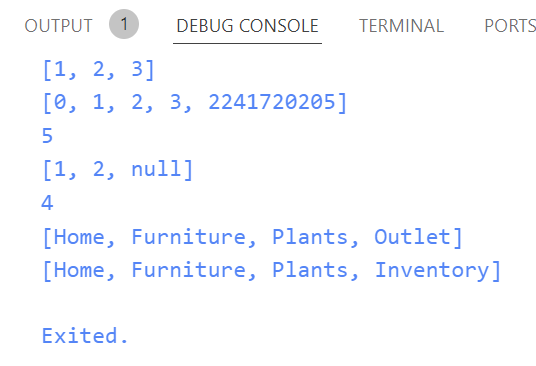 OUTPUT 1 DEBUG CONSOLE TERMINAL PORTS
[1, 2, 3]
[0, 1, 2, 3, 2241720205]
5
[1, 2, null]
4
[Home, Furniture, Plants, Outlet]
[Home, Furniture, Plants, Inventory]
Exited.